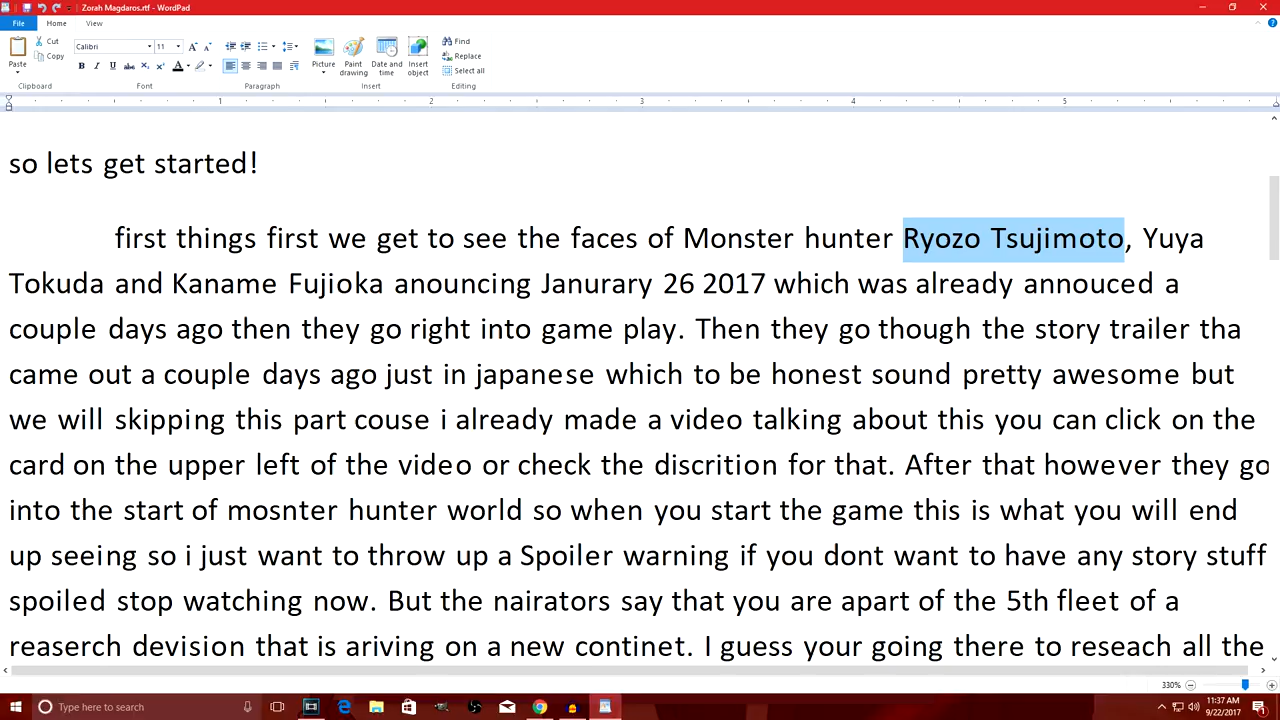 Zorah Magdaros.rtf - WordPad
File Home View
Paste
Cut
Copy
Clipboard
Calibri 11
Font
Paragraph
Picture
Paint drawing
Date and time
Insert object
Insert
Find
Replace
Select all
Editing
1 2 3 4 5
so lets get started!
first things first we get to see the faces of Monster hunter Ryozo Tsujimoto, Yuya
Tokuda and Kaname Fujioka anouncing Janurary 26 2017 which was already annouced a
couple days ago then they go right into game play. Then they go though the story trailer tha
came out a couple days ago just in japanese which to be honest sound pretty awesome but
we will skipping this part couse i already made a video talking about this you can click on the
card on the upper left of the video or check the discrition for that. After that however they go
into the start of mosnter hunter world so when you start the game this is what you will end
up seeing so i just want to throw up a Spoiler warning if you dont want to have any story stuff
spoiled stop watching now. But the nairators say that you are apart of the 5th fleet of a
reaserch devision that is ariving on a new continet. I guess your going there to reseach all the
330%
Type here to search
11:37 AM
9/22/2017